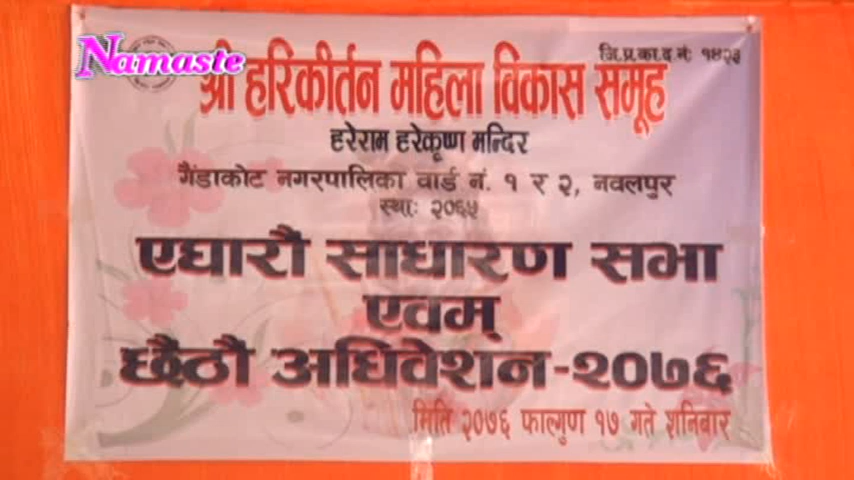 Namaste
जि.प्र.का.द.नं: १४२३
श्री हरिकीर्तन महिला विकास समूह
हरेराम हरेकृष्ण मन्दिर
गैंडाकोट नगरपालिका वार्ड नं. १ र २, नवलपुर
स्था: २०६५
एघारौ साधारण सभा
एवम्
छैठौ अधिवेशन-२०७६
मिति २०७६ फाल्गुण १७ गते शनिबार